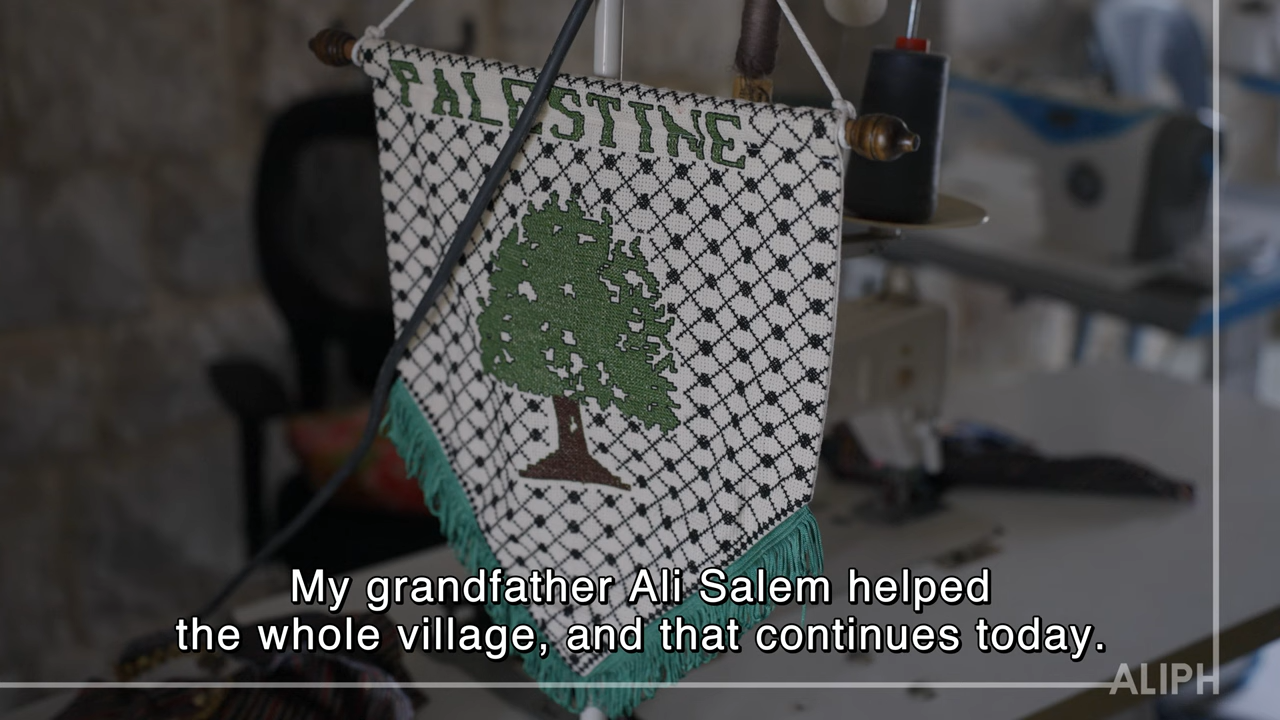 PALESTINE
My grandfather Ali Salem helped
the whole village, and that continues today.
ALIPH